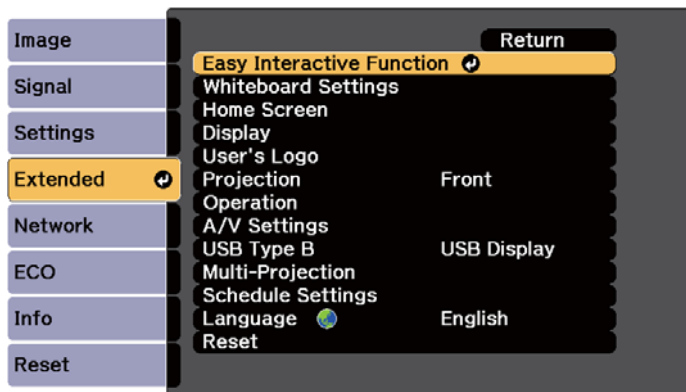 Image
Signal
Settings
Extended
Network
ECO
Info
Reset
Return
Easy Interactive Function
Whiteboard Settings
Home Screen
Display
User's Logo
Projection Front
Operation
A/V Settings
USB Type B USB Display
Multi-Projection
Schedule Settings
Language English
Reset